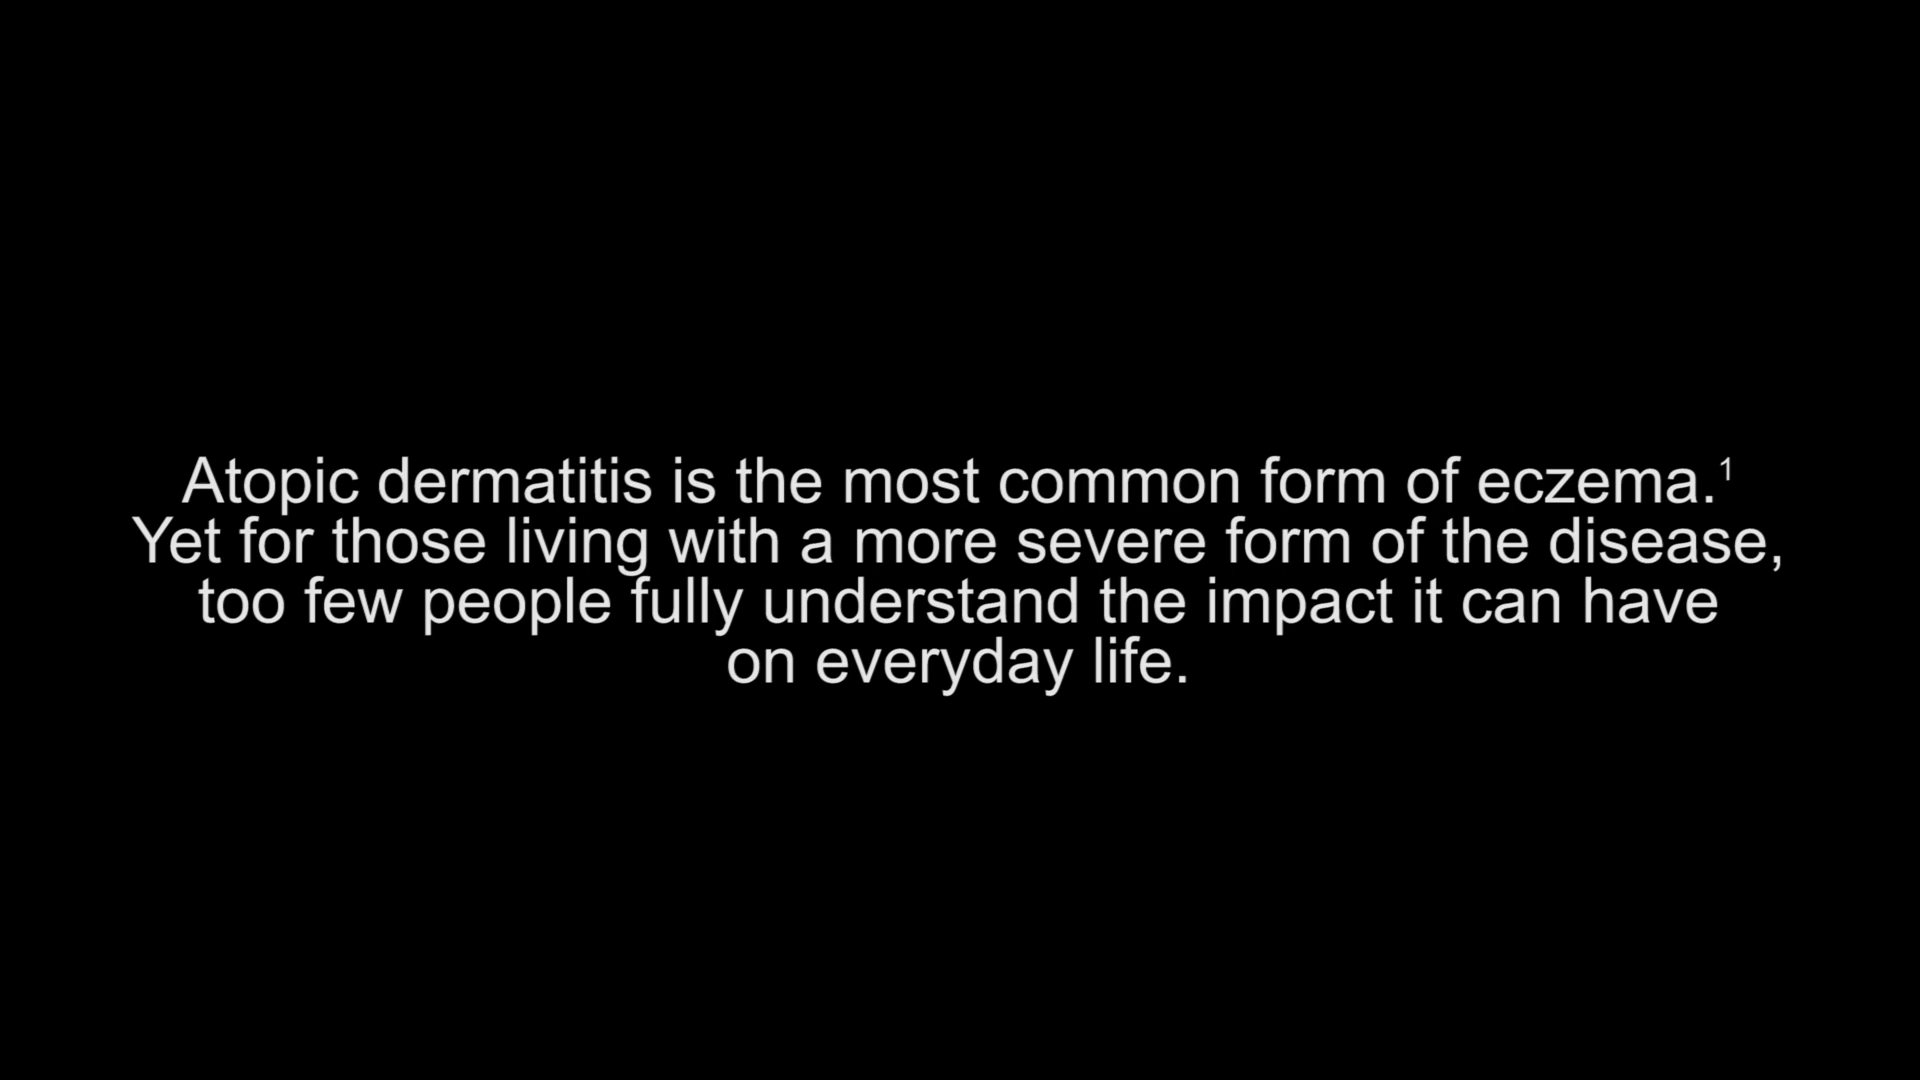 Atopic dermatitis is the most common form of eczema.¹
Yet for those living with a more severe form of the disease,
too few people fully understand the impact it can have
on everyday life.